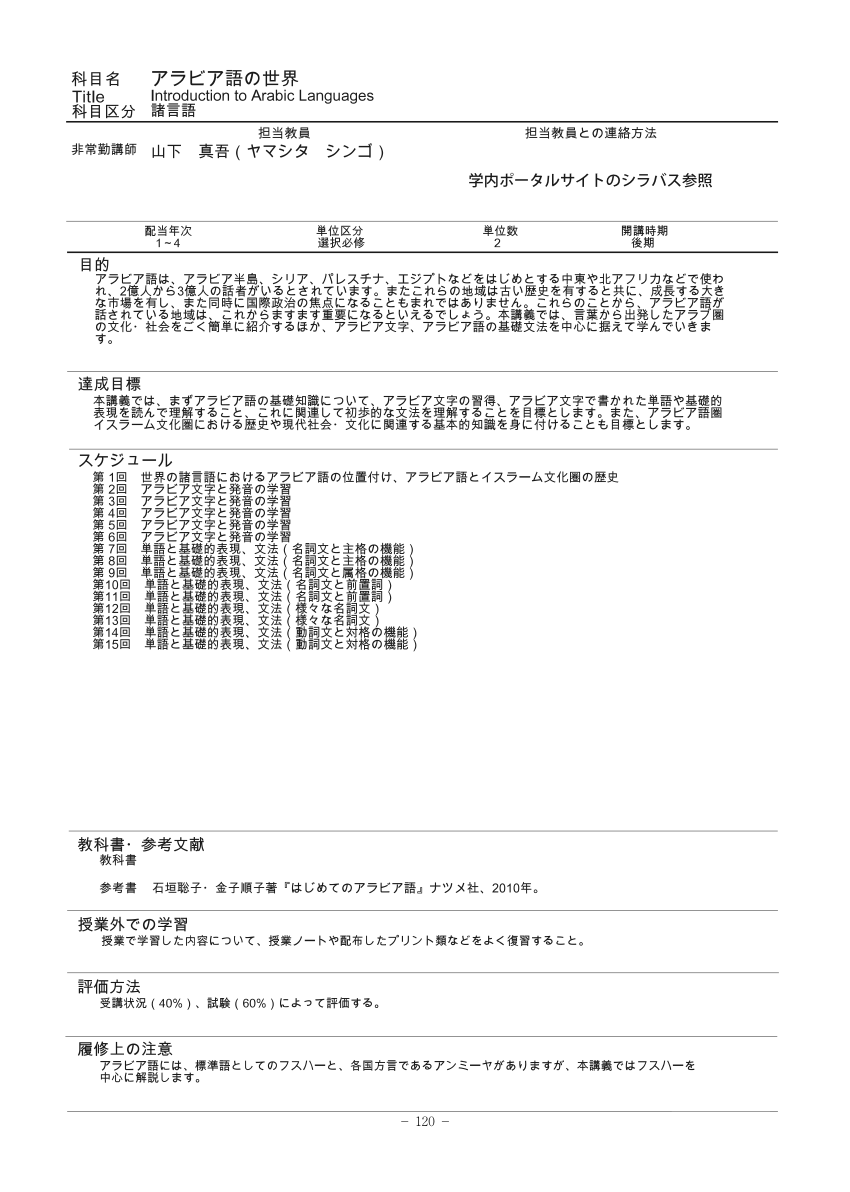 科目名　アラビア語の世界
Title　Introduction to Arabic Languages
科目区分　諸言語
担当教員　担当教員との連絡方法
非常勤講師　山下　真吾（ヤマシタ　シンゴ）
学内ポータルサイトのシラバス参照
配当年次　単位区分　単位数　開講時期
1～4　選択必修　2　後期
目的
アラビア語は、アラビア半島、シリア、パレスチナ、エジプトなどをはじめとする中東や北アフリカなどで使わ
れ、2億人から3億人の話者がいるとされています。またこれらの地域は古い歴史を有すると共に、成長する大き
な市場を有し、また同時に国際政治の焦点になることもまれではありません。これらのことから、アラビア語が
話されている地域は、これからますます重要になるといえるでしょう。本講義では、言葉から出発したアラブ圏
の文化・社会をごく簡単に紹介するほか、アラビア文字、アラビア語の基礎文法を中心に据えて学んでいきま
す。
達成目標
本講義では、まずアラビア語の基礎知識について、アラビア文字の習得、アラビア文字で書かれた単語や基礎的
表現を読んで理解すること、これに関連して初歩的な文法を理解することを目標とします。また、アラビア語圏
イスラーム文化圏における歴史や現代社会・文化に関連する基本的知識を身に付けることも目標とします。
スケジュール
第 1回　世界の諸言語におけるアラビア語の位置付け、アラビア語とイスラーム文化圏の歴史
第 2回　アラビア文字と発音の学習
第 3回　アラビア文字と発音の学習
第 4回　アラビア文字と発音の学習
第 5回　アラビア文字と発音の学習
第 6回　アラビア文字と発音の学習
第 7回　単語と基礎的表現、文法（名詞文と主格の機能）
第 8回　単語と基礎的表現、文法（名詞文と主格の機能）
第 9回　単語と基礎的表現、文法（名詞文と属格の機能）
第10回　単語と基礎的表現、文法（名詞文と前置詞）
第11回　単語と基礎的表現、文法（名詞文と前置詞）
第12回　単語と基礎的表現、文法（様々な名詞文）
第13回　単語と基礎的表現、文法（様々な名詞文）
第14回　単語と基礎的表現、文法（動詞文と対格の機能）
第15回　単語と基礎的表現、文法（動詞文と対格の機能）
教科書・参考文献
教科書
参考書　石垣聡子・金子順子著『はじめてのアラビア語』ナツメ社、2010年。
授業外での学習
授業で学習した内容について、授業ノートや配布したプリント類などをよく復習すること。
評価方法
受講状況（40%）、試験（60%）によって評価する。
履修上の注意
アラビア語には、標準語としてのフスハーと、各国方言であるアンミーヤがありますが、本講義ではフスハーを
中心に解説します。
− 120 −